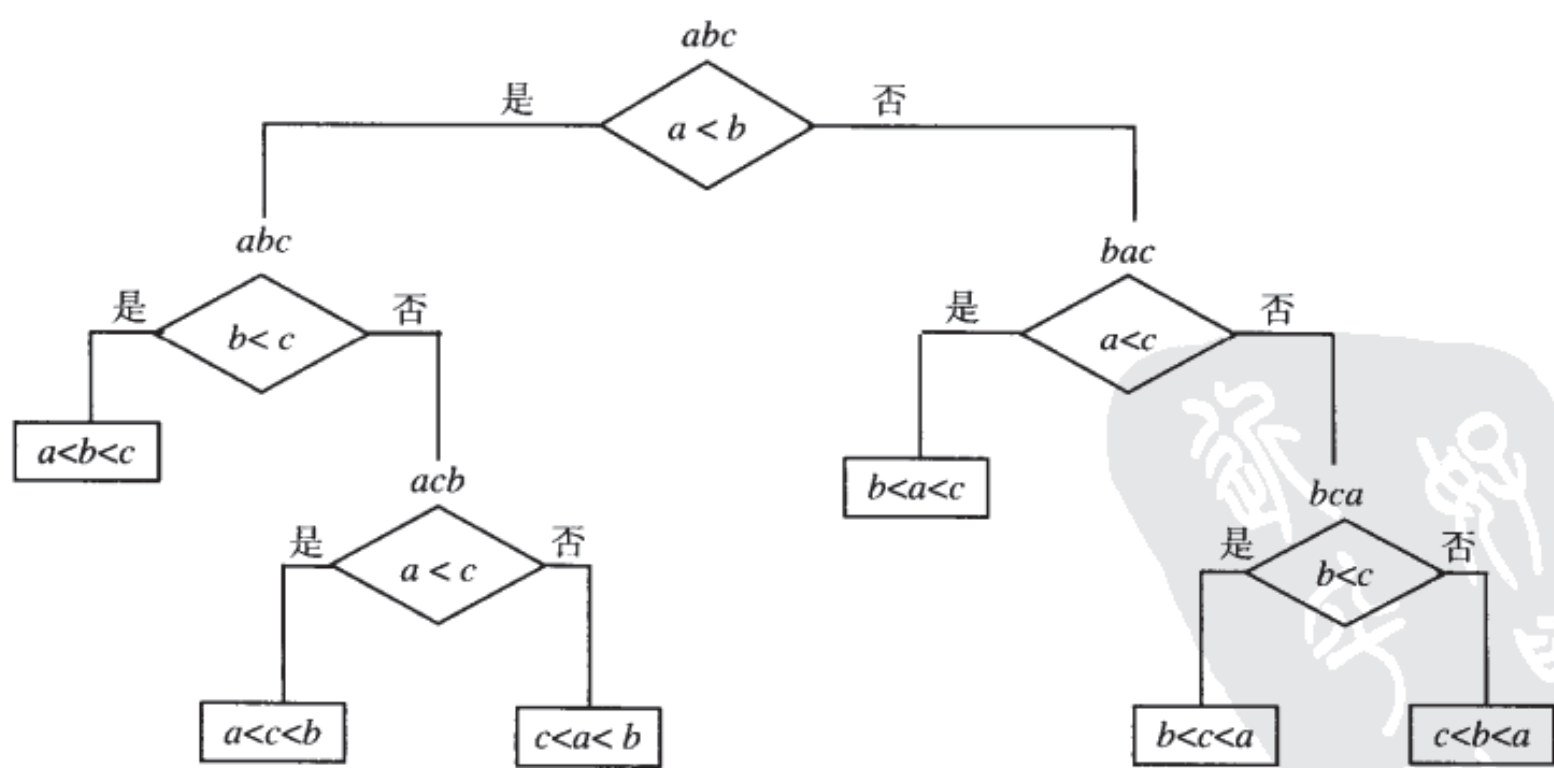 abc
是
a < b
否
abc
bac
是
b< c
否
是
a<c
否
a<b<c
acb
b<a<c
bca
是
a < c
否
是
b<c
否
a<c<b
c<a< b
b<c<a
c<b<a